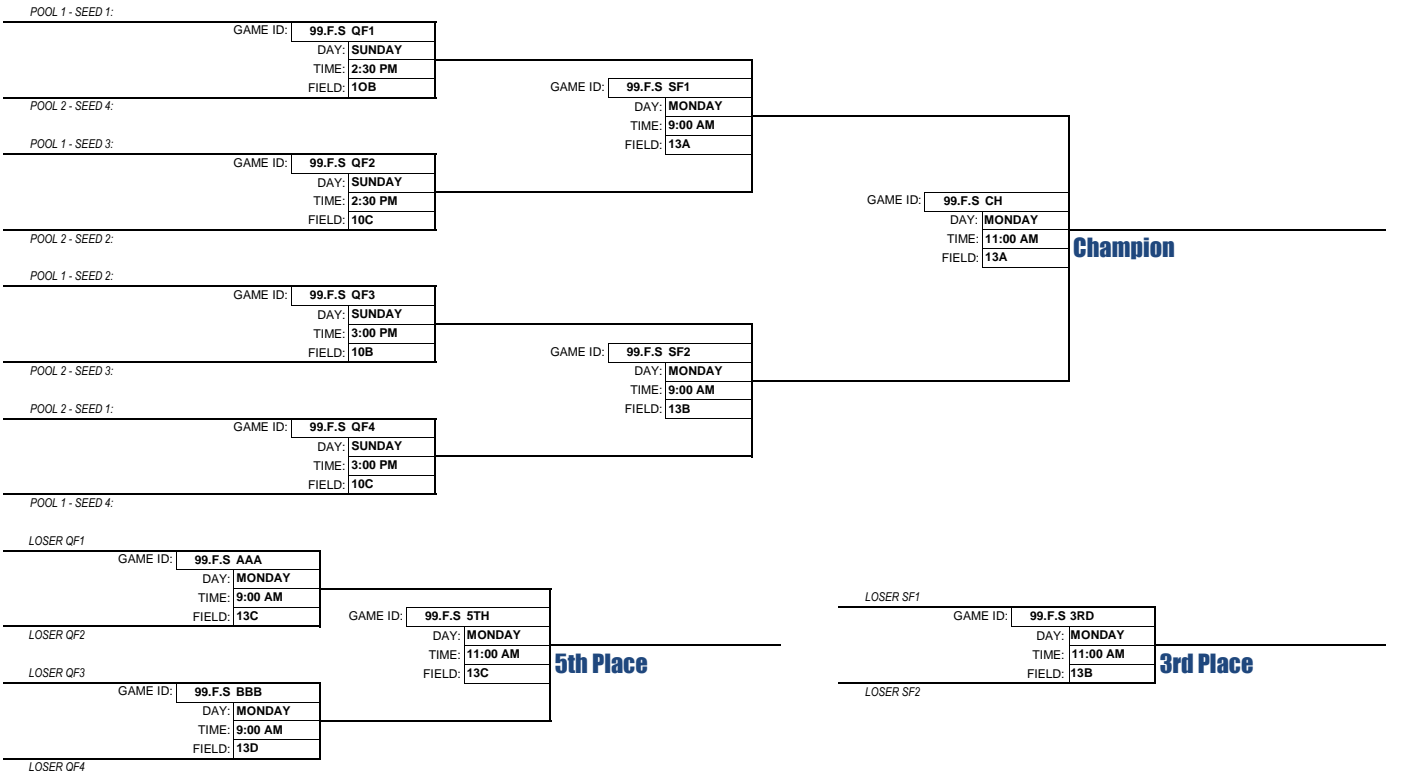 POOL 1 - SEED 1:
GAME ID: 99.F.S QF1
DAY: SUNDAY
TIME: 2:30 PM
FIELD: 1OB
POOL 2 - SEED 4:
POOL 1 - SEED 3:
GAME ID: 99.F.S QF2
DAY: SUNDAY
TIME: 2:30 PM
FIELD: 10C
POOL 2 - SEED 2:
POOL 1 - SEED 2:
GAME ID: 99.F.S QF3
DAY: SUNDAY
TIME: 3:00 PM
FIELD: 10B
POOL 2 - SEED 3:
POOL 2 - SEED 1:
GAME ID: 99.F.S QF4
DAY: SUNDAY
TIME: 3:00 PM
FIELD: 10C
POOL 1 - SEED 4:
GAME ID: 99.F.S SF1
DAY: MONDAY
TIME: 9:00 AM
FIELD: 13A
GAME ID: 99.F.S SF2
DAY: MONDAY
TIME: 9:00 AM
FIELD: 13B
GAME ID: 99.F.S CH
DAY: MONDAY
TIME: 11:00 AM
FIELD: 13A
Champion
LOSER QF1
GAME ID: 99.F.S AAA
DAY: MONDAY
TIME: 9:00 AM
FIELD: 13C
LOSER QF2
LOSER QF3
GAME ID: 99.F.S BBB
DAY: MONDAY
TIME: 9:00 AM
FIELD: 13D
LOSER QF4
GAME ID: 99.F.S 5TH
DAY: MONDAY
TIME: 11:00 AM
FIELD: 13C
5th Place
LOSER SF1
GAME ID: 99.F.S 3RD
DAY: MONDAY
TIME: 11:00 AM
FIELD: 13B
LOSER SF2
3rd Place